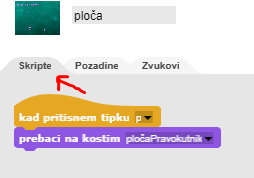 ploča
Skripte Pozadine Zvukovi
kad pritisnem tipku p
prebaci na kostim pločaPravokutnik